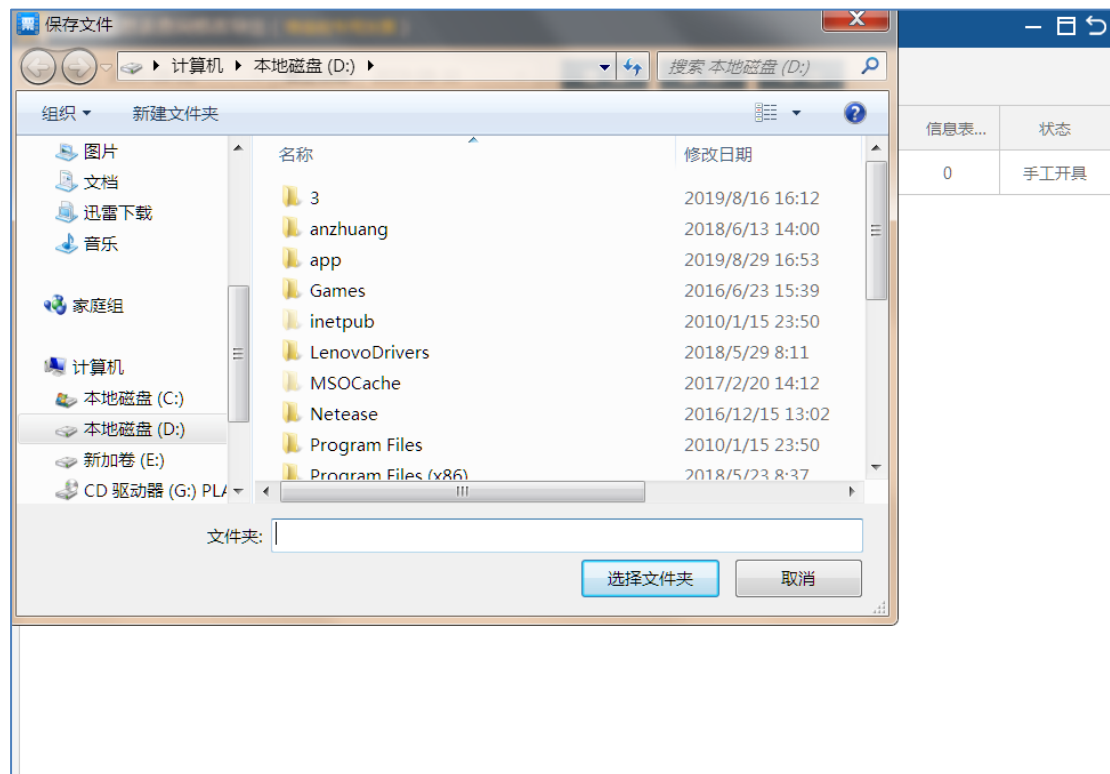 票 保存文件
计算机 本地磁盘 (D:) 搜索 本地磁盘 (D:)
组织 新建文件夹
图片
文档
迅雷下载
音乐
家庭组
计算机
本地磁盘 (C:)
本地磁盘 (D:)
新加卷 (E:)
CD 驱动器 (G:) PLA
名称 修改日期
3 2019/8/16 16:12
anzhuang 2018/6/13 14:00
app 2019/8/29 16:53
Games 2016/6/23 15:39
inetpub 2010/1/15 23:50
LenovoDrivers 2018/5/29 8:11
MSOCache 2017/2/20 14:12
Netease 2016/12/15 13:02
Program Files 2010/1/15 23:50
Program Files (x86) 2018/5/23 8:37
文件夹:
选择文件夹 取消
信息表... 状态
0 手工开具